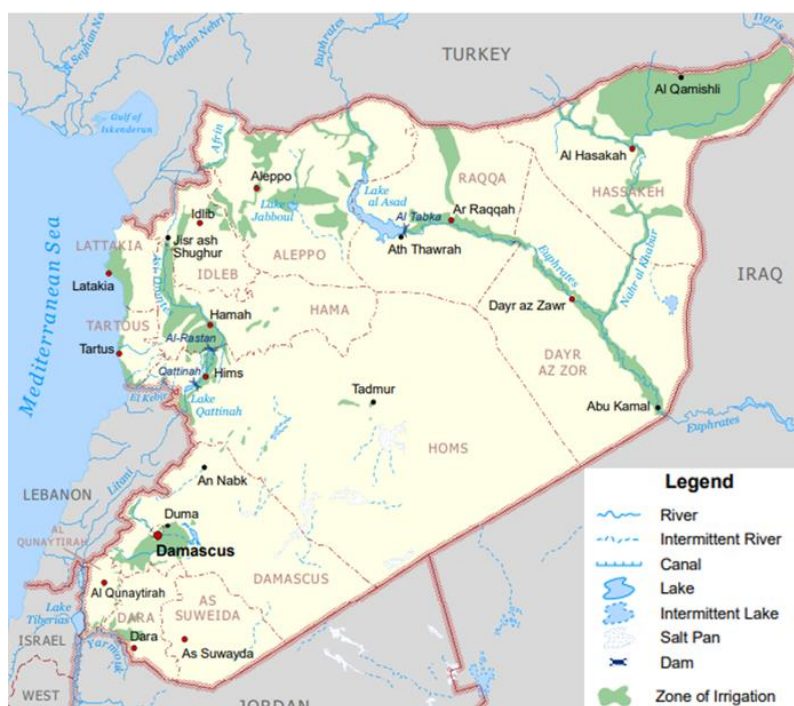 Seyhan Nehri
Ceyhan Nehri
Euphrates
TURKEY
Tigris
Al Qamishli
Gulf of
Iskenderun
Afrin
Al Hasakah
Aleppo
RAQQA
HASSAKEH
Lake
al Asad
Idlib
Lake
Jabboul
Al Tabka
Ar Raqqah
Mediterranean Sea
LATTAKIA
Jisr ash
Shughur
ALEPPO
Ath Thawrah
IDLEB
Euphrates
Nahr al Khabur
IRAQ
Latakia
Hamah
HAMA
Dayr az Zawr
TARTOUS
Al-Rastan
Tartus
Qattinah
Hims
DAYR
AZ ZOR
Tadmur
El Kebir
Lake
Qattinah
Abu Kamal
Euphrates
HOMS
Litani
An Nabk
LEBANON
Duma
AL
QUNAYTIRAH
Damascus
DAMASCUS
Al Qunaytirah
Lake
Tiberias
DARA
AS
SUWEIDA
ISRAEL
Dara
As Suwayda
Yarmouk
WEST
JORDAN
Legend
River
Intermittent River
Canal
Lake
Intermittent Lake
Salt Pan
Dam
Zone of Irrigation